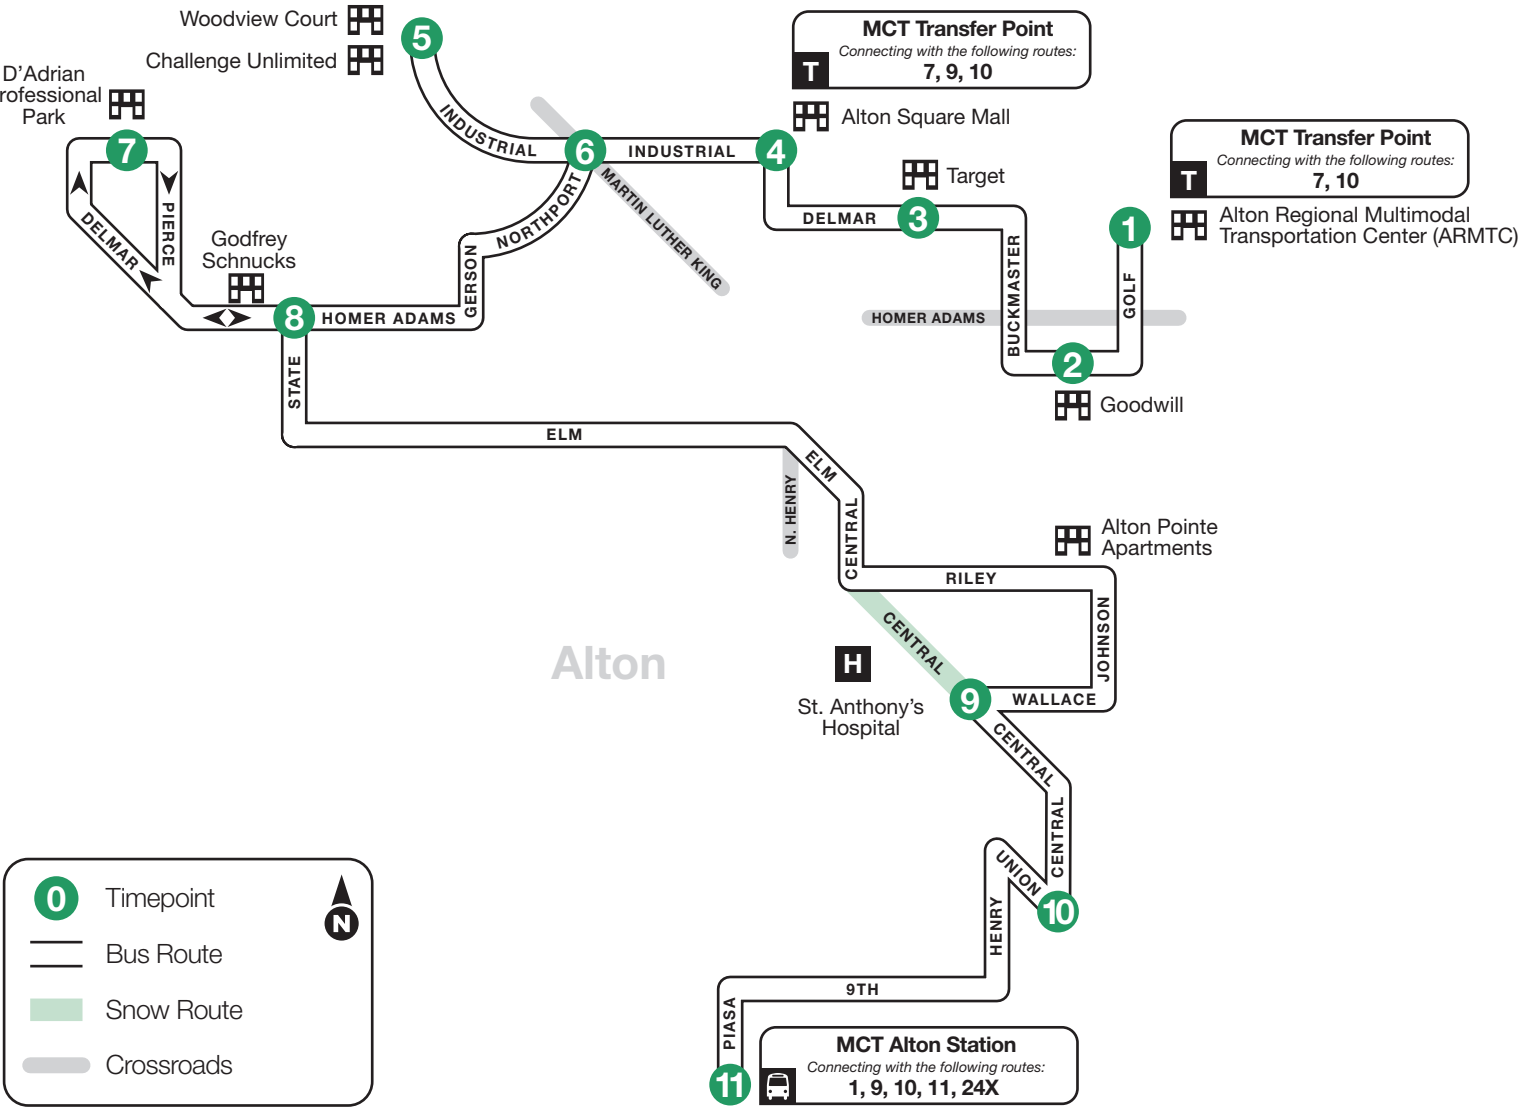 Woodview Court
5
Challenge Unlimited
D'Adrian
rofessional
Park
7
MCT Transfer Point
Connecting with the following routes:
T
7, 9, 10
Alton Square Mall
MCT Transfer Point
Connecting with the following routes:
T
7, 10
Alton Regional Multimodal
Transportation Center (ARMTC)
INDUSTRIAL
6
INDUSTRIAL
4
Target
DELMAR
3
1
MARTIN LUTHER KING
NORTHPORT
PIERCE
DELMAR
Godfrey
Schnucks
GERSON
8
HOMER ADAMS
HOMER ADAMS
BUCKMASTER
GOLF
2
Goodwill
STATE
ELM
ELM
N. HENRY
CENTRAL
Alton Pointe
Apartments
RILEY
JOHNSON
CENTRAL
Alton
H
St. Anthony's
Hospital
9
WALLACE
CENTRAL
CENTRAL
UNION
10
HENRY
9TH
PIASA
11
MCT Alton Station
Connecting with the following routes:
1, 9, 10, 11, 24X
0
Timepoint
N
Bus Route
Snow Route
Crossroads